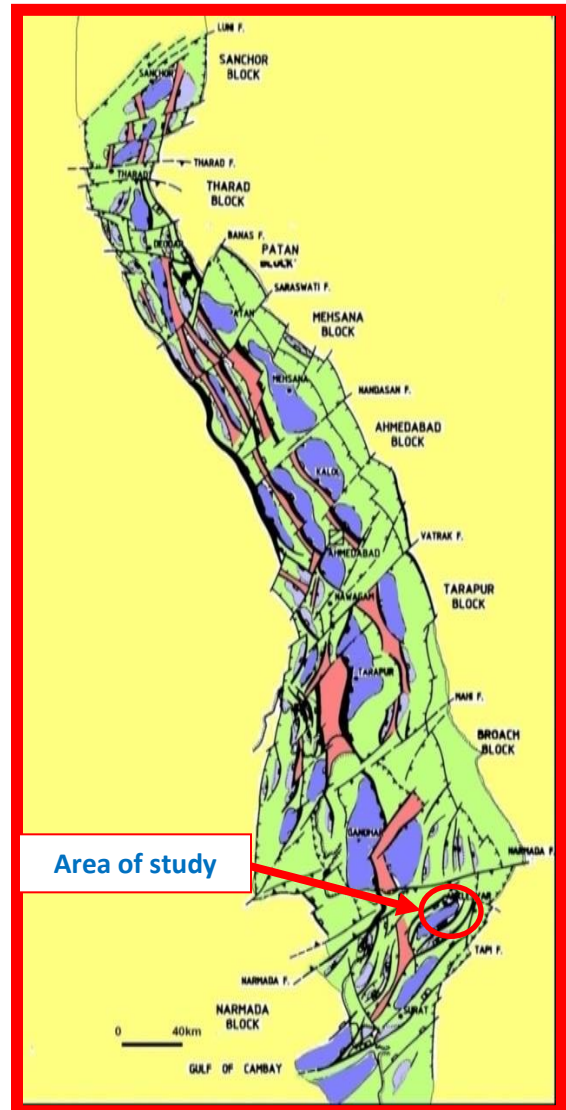 LUNI F.
SANCHOR
BLOCK
SANCHOR
THARAD F.
THARAD
THARAD
BLOCK
BANAS F.
DEODAR
PATAN
BLOCK
SARASWATI F.
MEHSANA
BLOCK
MEHSANA
NANDASAN F.
AHMEDABAD
BLOCK
KALOL
VATRAK F.
AHMEDABAD
NAWAGAM
TARAPUR
BLOCK
TARAPUR
MAHI F.
BROACH
BLOCK
GANDHAR
NARMADA F.
Area of study
TAPI F.
NARMADA F.
NARMADA
BLOCK
SURAT
0 40km
GULF OF CAMBAY